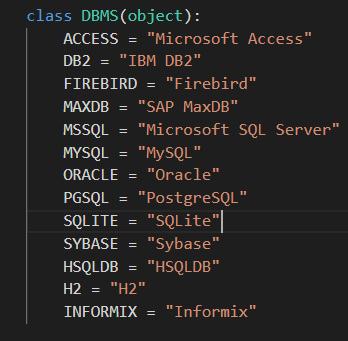 class DBMS(object):
    ACCESS = "Microsoft Access"
    DB2 = "IBM DB2"
    FIREBIRD = "Firebird"
    MAXDB = "SAP MaxDB"
    MSSQL = "Microsoft SQL Server"
    MYSQL = "MySQL"
    ORACLE = "Oracle"
    PGSQL = "PostgreSQL"
    SQLITE = "SQLite"
    SYBASE = "Sybase"
    HSQLDB = "HSQLDB"
    H2 = "H2"
    INFORMIX = "Informix"